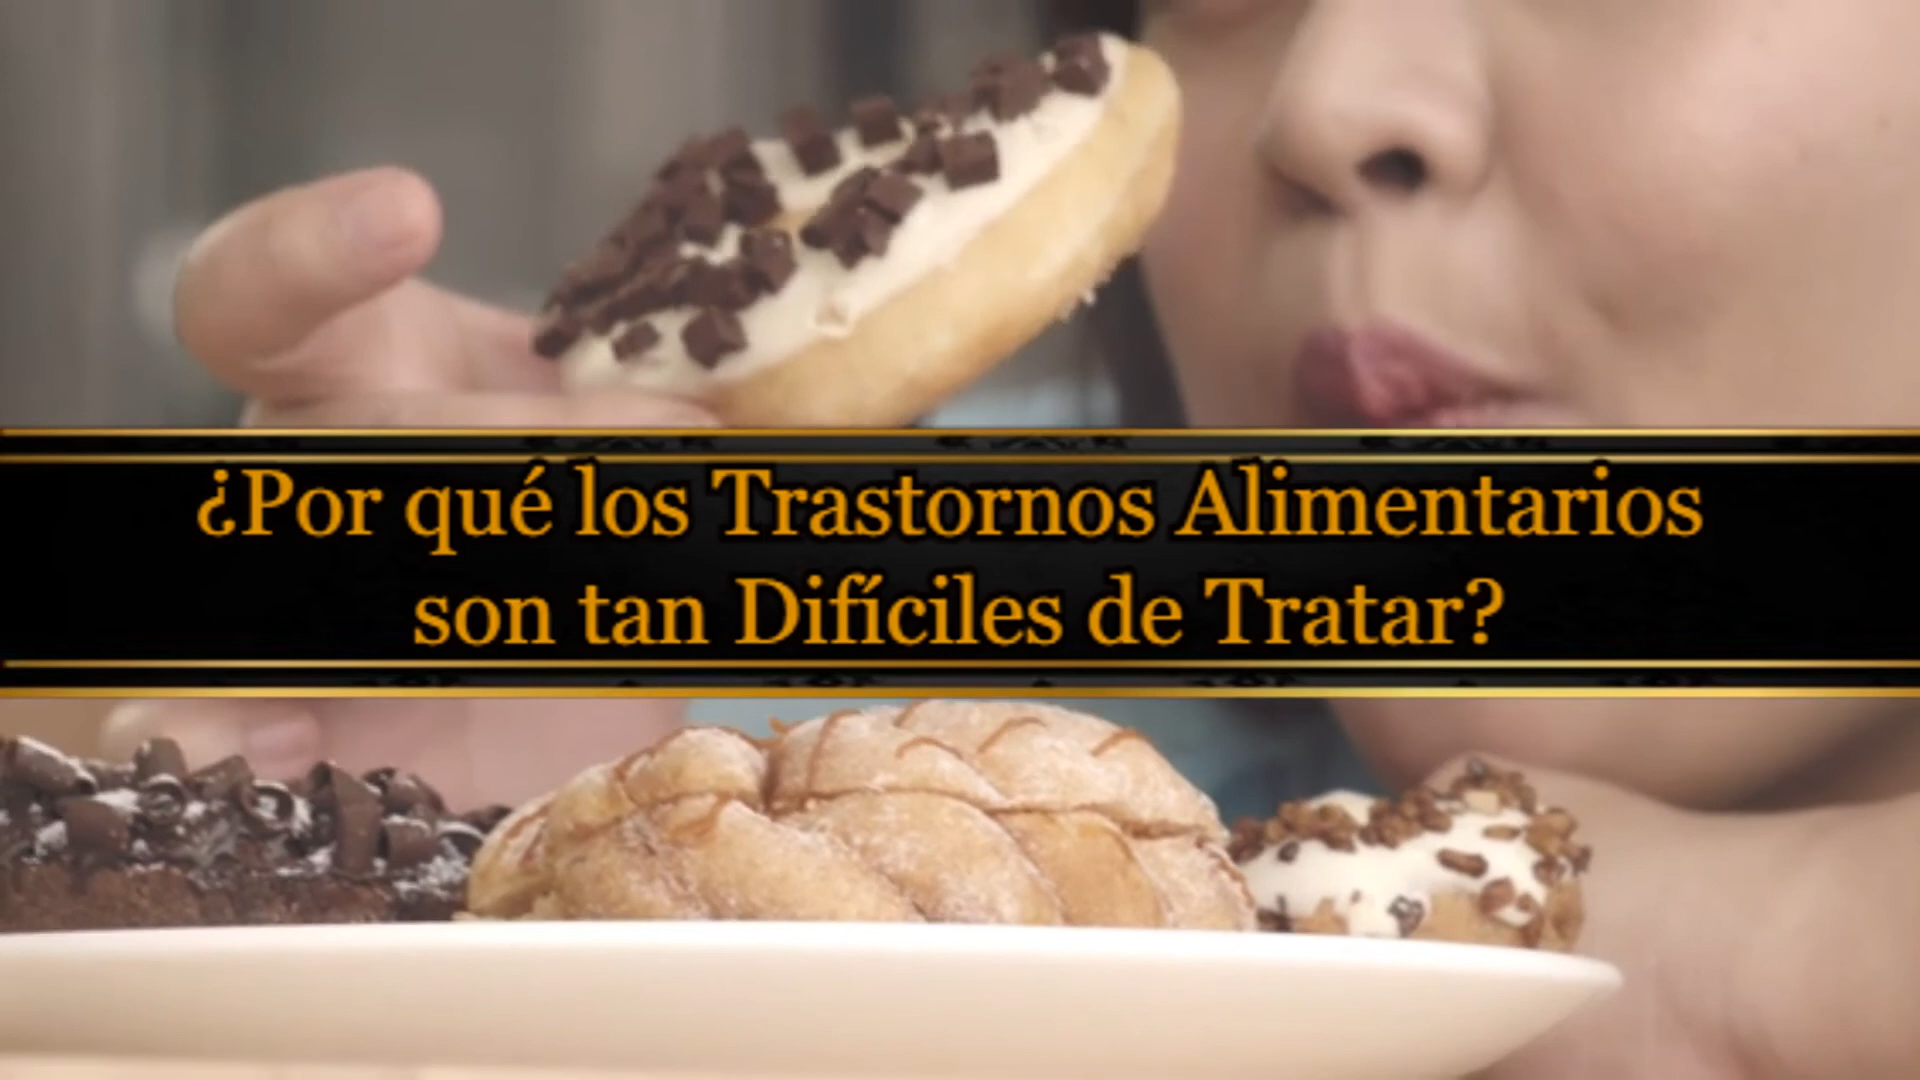 ¿Por qué los Trastornos Alimentarios
son tan Difíciles de Tratar?